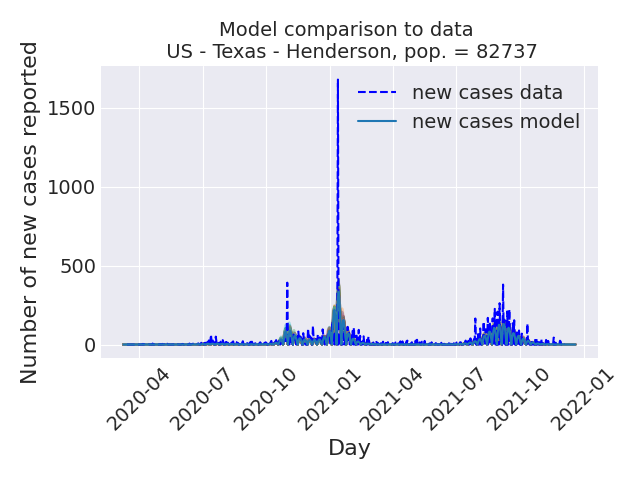 Model comparison to data
US - Texas - Henderson, pop. = 82737
Number of new cases reported
1500
1000
500
0
new cases data
new cases model
2020-04
2020-07
2020-10
2021-01
2021-04
2021-07
2021-10
2022-01
Day